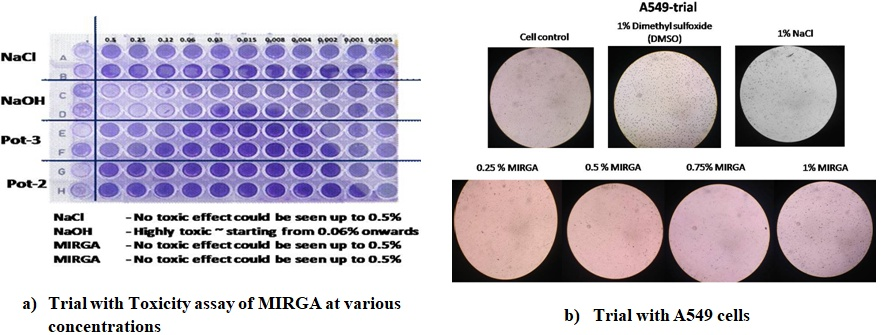 0.5 0.25 0.12 0.06 0.03 0.015 0.008 0.004 0.002 0.001 0.0005
NaCl
A
B
NaOH
C
D
Pot-3
E
F
Pot-2
G
H
NaCl - No toxic effect could be seen up to 0.5%
NaOH - Highly toxic ~ starting from 0.06% onwards
MIRGA - No toxic effect could be seen up to 0.5%
MIRGA - No toxic effect could be seen up to 0.5%
a) Trial with Toxicity assay of MIRGA at various
concentrations
A549-trial
Cell control
1% Dimethyl sulfoxide
(DMSO)
1% NaCl
0.25 % MIRGA 0.5 % MIRGA 0.75% MIRGA 1% MIRGA
b) Trial with A549 cells